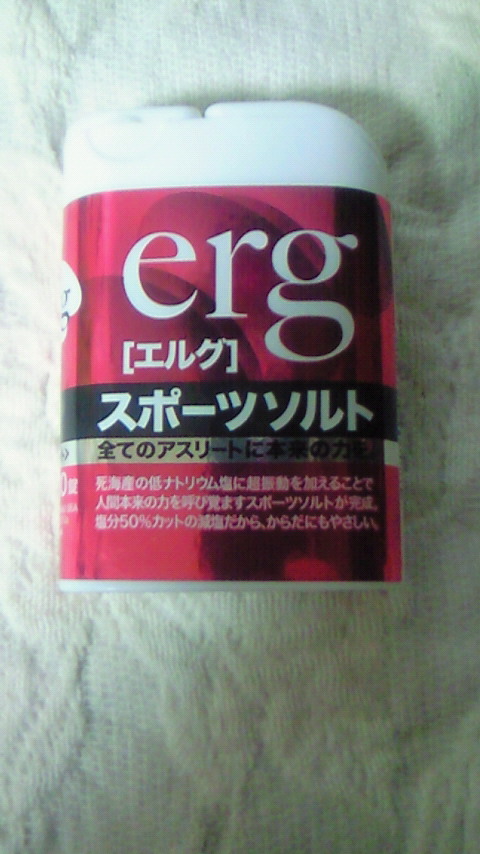 erg
[エルグ]
スポーツソルト
全てのアスリートに本来の力を
0錠
死海産の低ナトリウム塩に超振動を加えることで
人間本来の力を呼び覚ますスポーツソルトが完成。
塩分50%カットの減塩だから、からだにもやさしい。